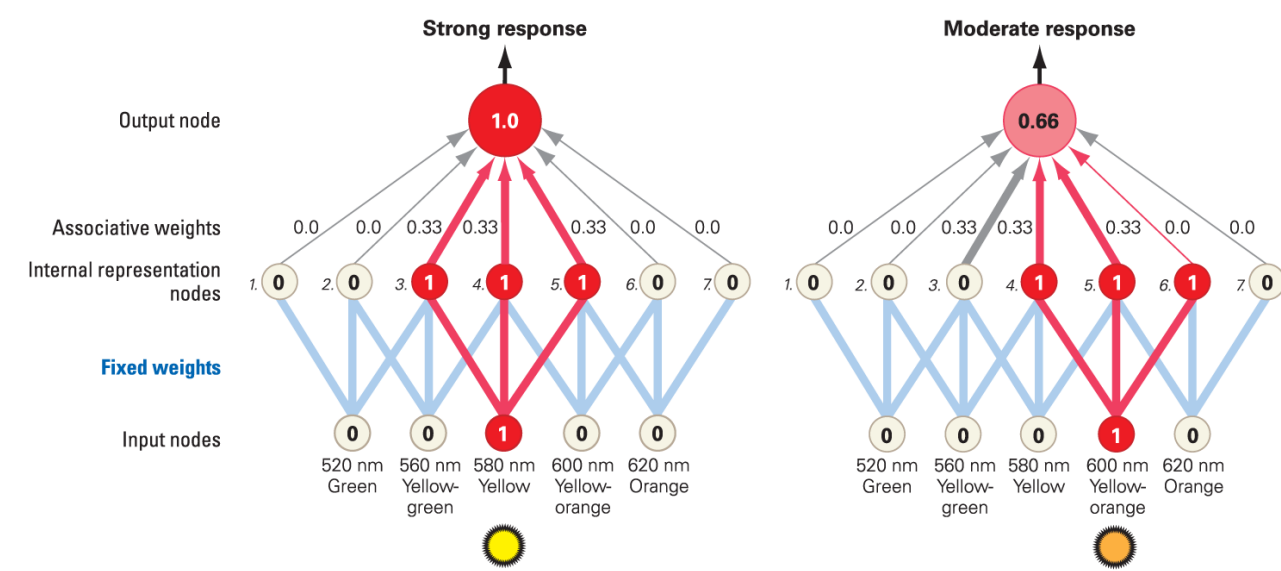 Strong response
Moderate response
Output node
1.0
0.66
Associative weights
0.0 0.0 0.33 0.33 0.33 0.0 0.0
0.0 0.0 0.33 0.33 0.33 0.0 0.0
Internal representation
nodes
1. 0 2. 0 3. 1 4. 1 5. 1 6. 0 7. 0
1. 0 2. 0 3. 0 4. 1 5. 1 6. 1 7. 0
Fixed weights
Input nodes
0 0 1 0 0
0 0 0 1 0
520 nm 560 nm 580 nm 600 nm 620 nm
Green Yellow- Yellow Yellow- Orange
green orange
520 nm 560 nm 580 nm 600 nm 620 nm
Green Yellow- Yellow Yellow- Orange
green orange